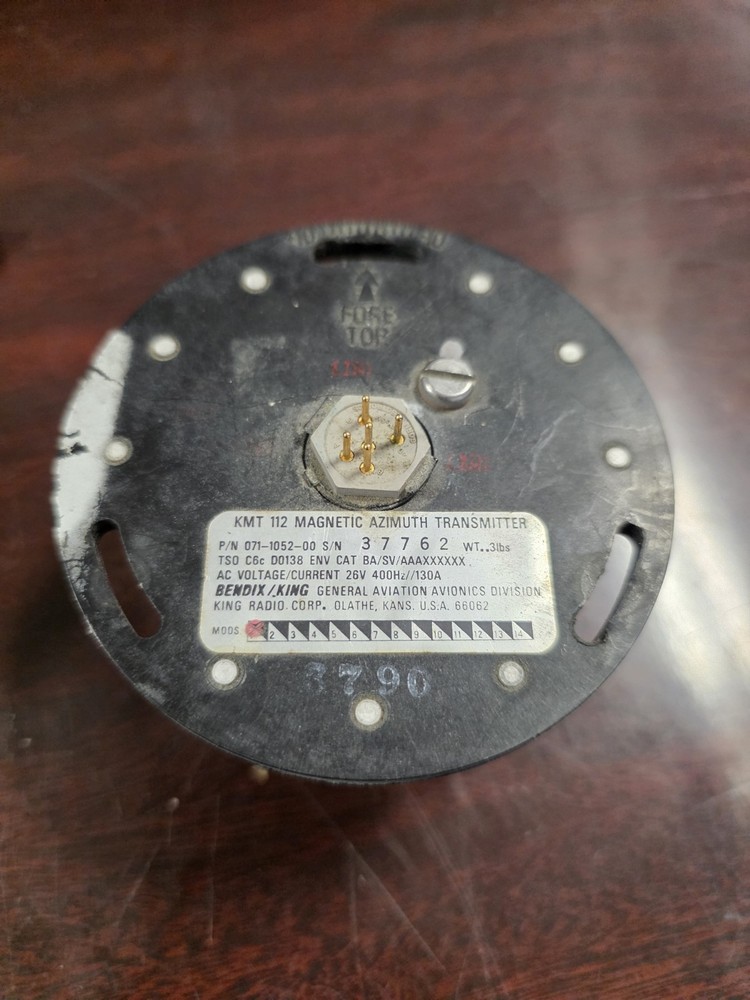 FORE
TOP
KMT 112 MAGNETIC AZIMUTH TRANSMITTER
P/N 071-1052-00 S/N 37762 WT..3lbs
TSO C6c DO138 ENV CAT BA/SV/AAAXXXXXX
AC VOLTAGE/CURRENT 26V 400Hz//130A
BENDIX/KING GENERAL AVIATION AVIONICS DIVISION
KING RADIO CORP. OLATHE, KANS. U.S.A. 66062
MODS 2 3 4 5 6 7 8 9 10 11 12 13 14
3790